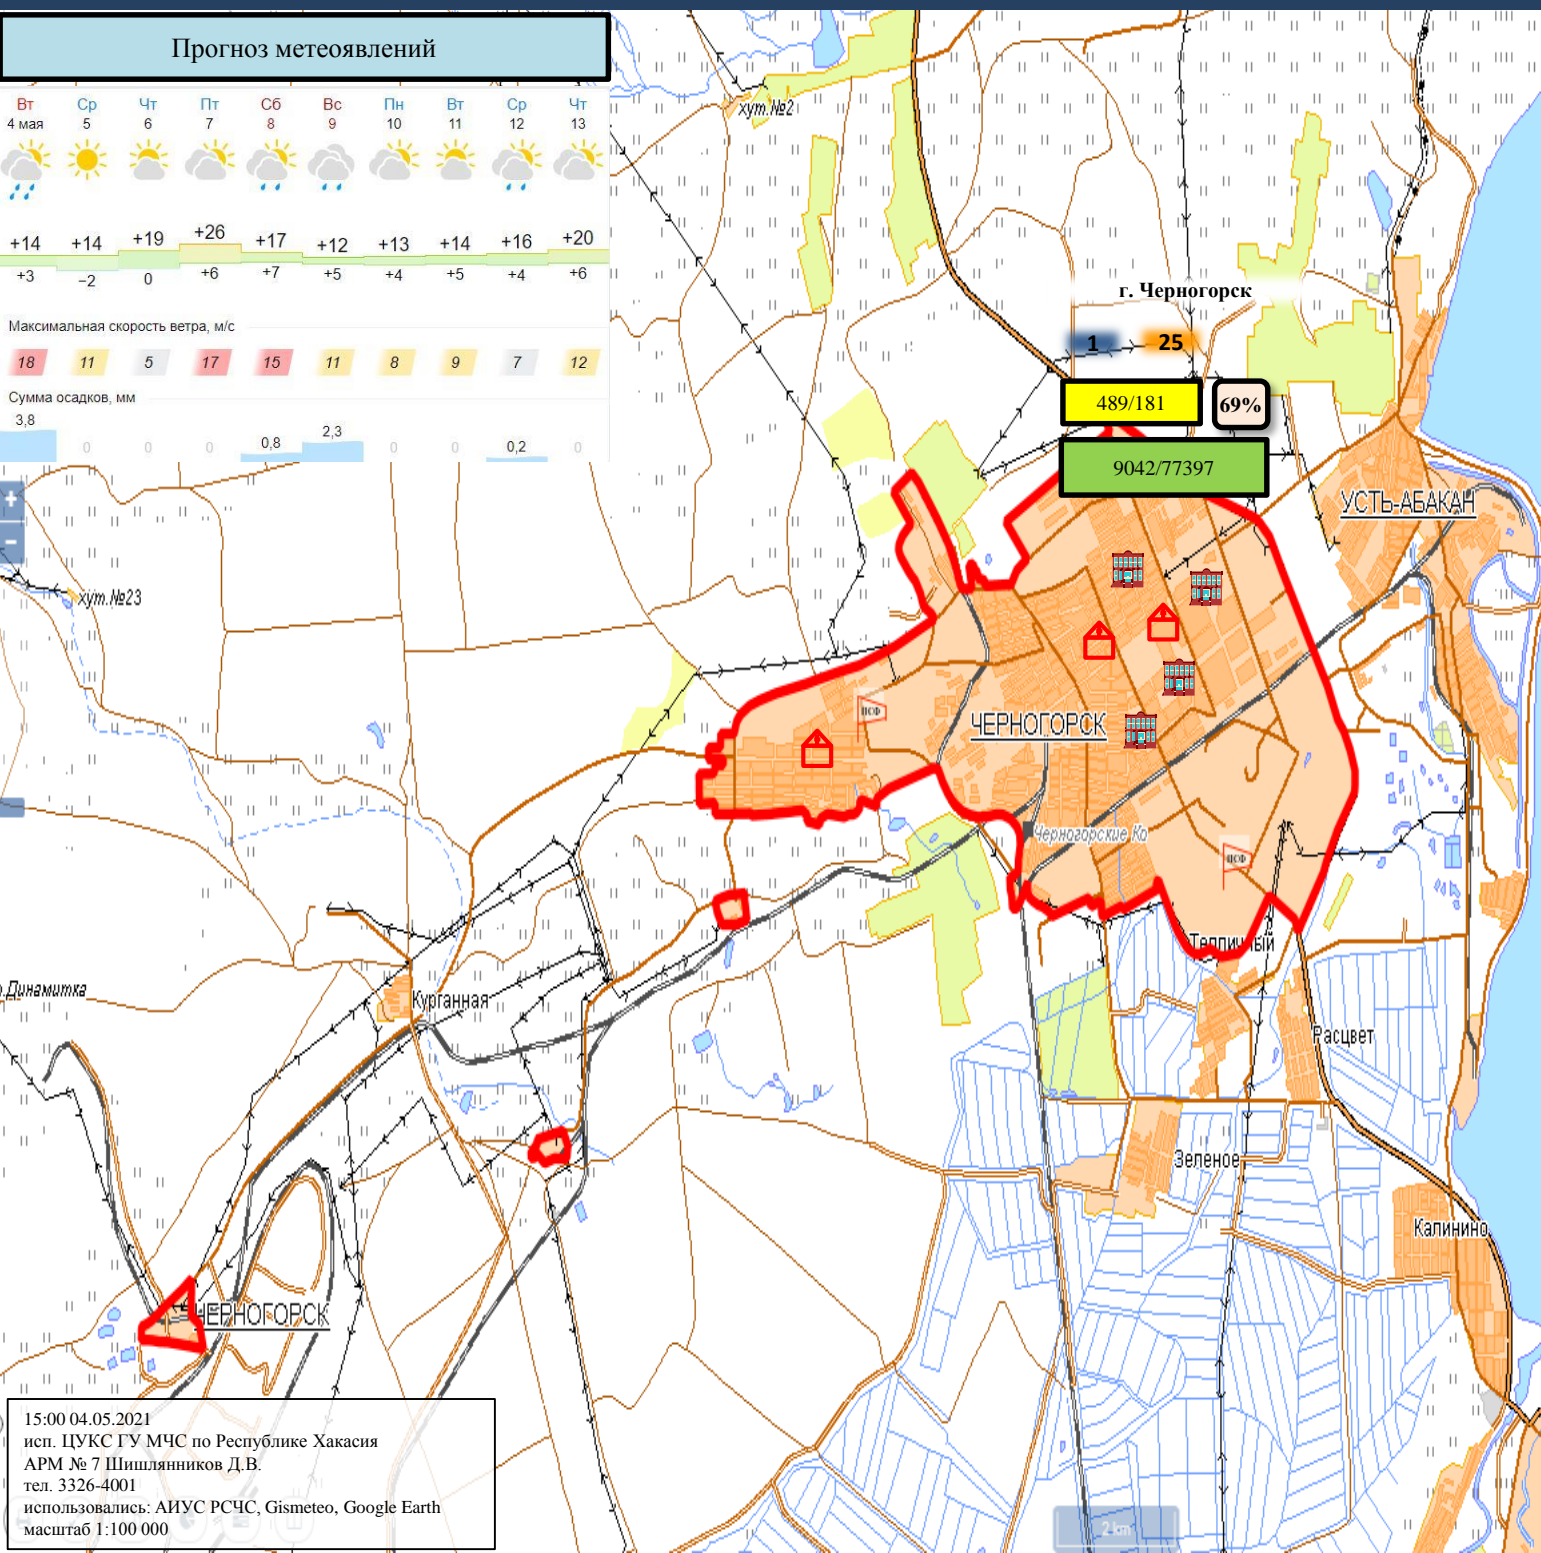 Прогноз метеоявлений
Вт Ср Чт Пт Сб Вс Пн Вт Ср Чт
4 мая 5 6 7 8 9 10 11 12 13
+14 +14 +19 +26 +17 +12 +13 +14 +16 +20
+3 −2 0 +6 +7 +5 +4 +5 +4 +6
Максимальная скорость ветра, м/с
18 11 5 17 15 11 8 9 7 12
Сумма осадков, мм
3,8 0 0 0 0,8 2,3 0 0 0,2 0
хут.№2
г. Черногорск
1 25
489/181 69%
9042/77397
УСТЬ-АБАКАН
+
−
хут.№23
ПСФ
ЧЕРНОГОРСК
Черногорские Ко
ПСФ
Тепличный
Динамитка
Курганная
Расцвет
Зеленое
Калинино
ЧЕРНОГОРСК
15:00 04.05.2021
исп. ЦУКС ГУ МЧС по Республике Хакасия
АРМ № 7 Шишлянников Д.В.
тел. 3326-4001
использовались: АИУС РСЧС, Gismeteo, Google Earth
масштаб 1:100 000
2 km